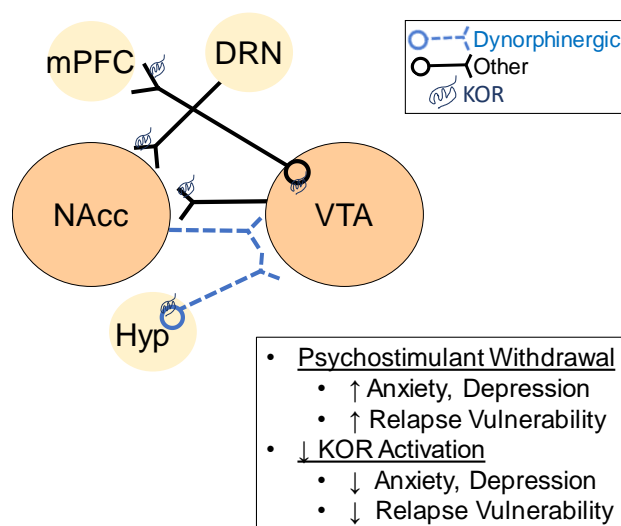 mPFC
DRN
Dynorphinergic
Other
KOR
NAcc
VTA
Hyp
• Psychostimulant Withdrawal
• ↑ Anxiety, Depression
• ↑ Relapse Vulnerability
• ↓ KOR Activation
• ↓ Anxiety, Depression
• ↓ Relapse Vulnerability